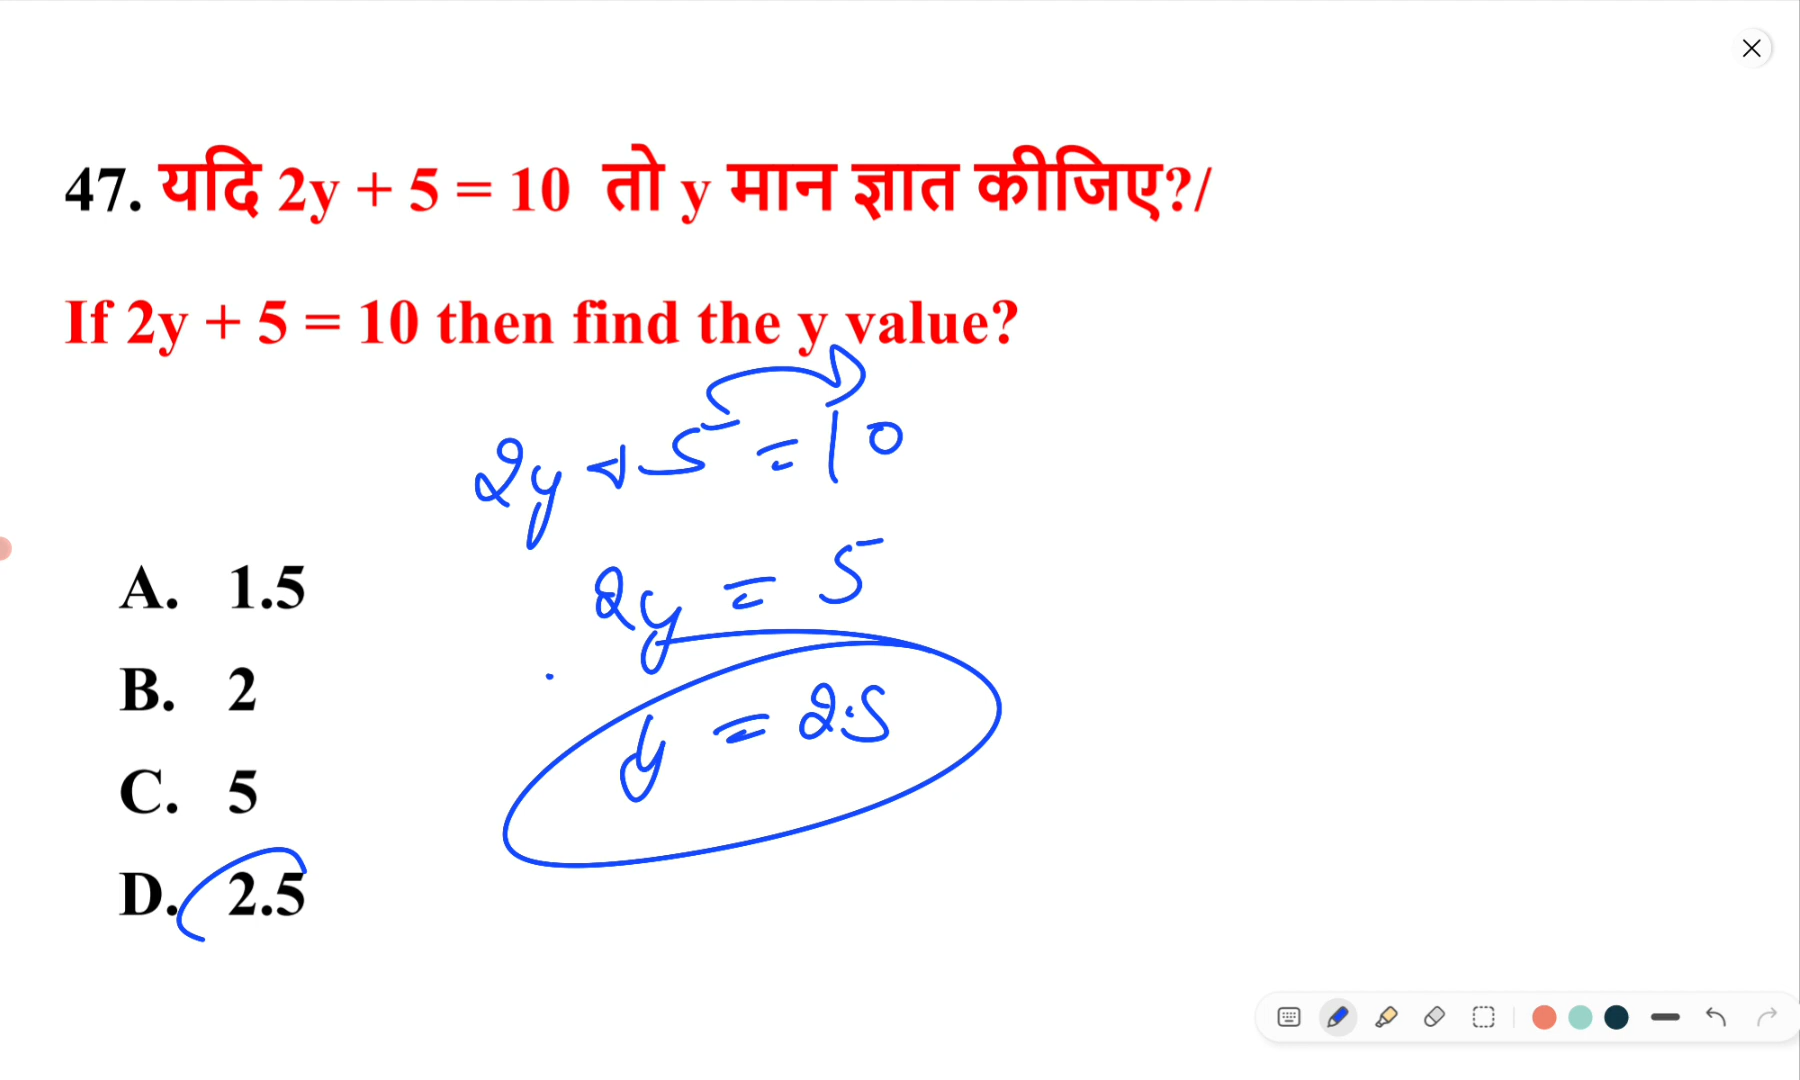 47. यदि 2y + 5 = 10 तो y मान ज्ञात कीजिए?/
If 2y + 5 = 10 then find the y value?
2y + 5 = 10
2y = 5
y = 2.5
A. 1.5
B. 2
C. 5
D. 2.5